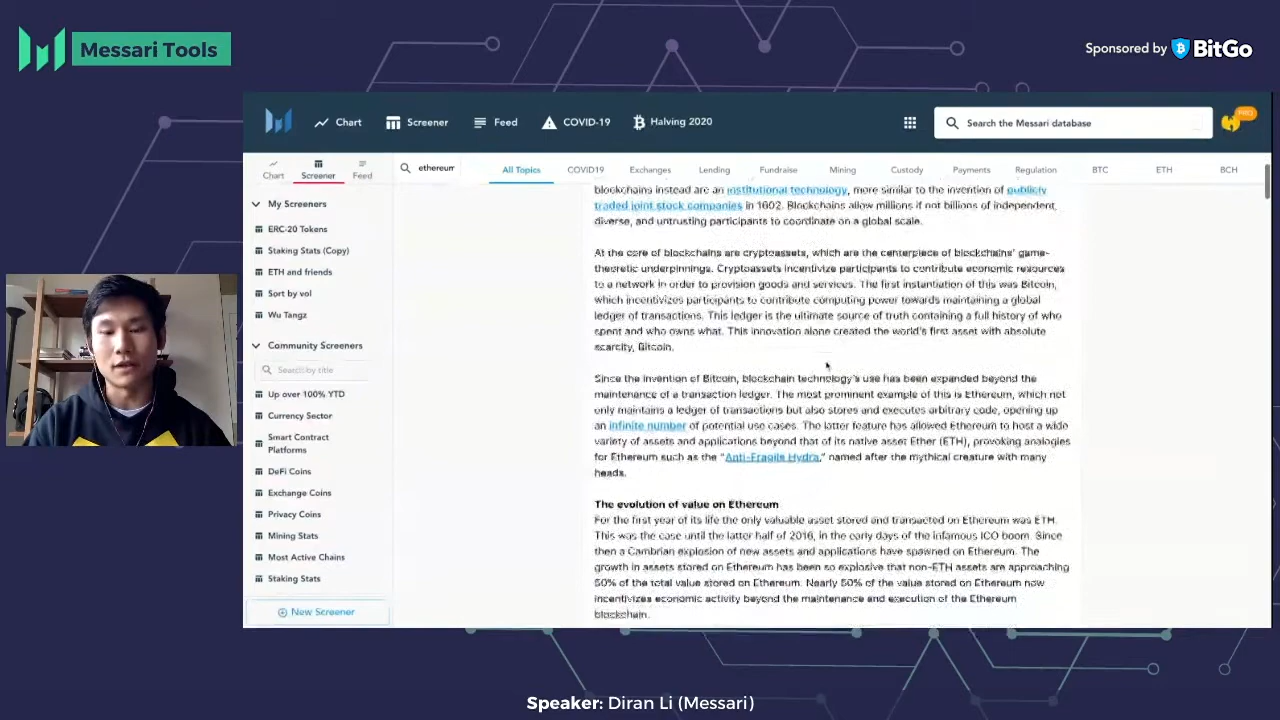 Messari Tools
Sponsored by BitGo
Chart
Screener
Feed
COVID-19
Halving 2020
Search the Messari database
PRO
Chart
Screener
Feed
ethereum
All Topics
COVID19
Exchanges
Lending
Fundraise
Mining
Custody
Payments
Regulation
BTC
ETH
BCH
My Screeners
ERC-20 Tokens
Staking Stats (Copy)
ETH and friends
Sort by vol
Wu Tangz
Community Screeners
Search by title
Up over 100% YTD
Currency Sector
Smart Contract
Platforms
DeFi Coins
Exchange Coins
Privacy Coins
Mining Stats
Most Active Chains
Staking Stats
New Screener
blockchains instead are an institutional technology, more similar to the invention of publicly
traded joint stock companies in 1602. Blockchains allow millions if not billions of independent,
diverse, and untrusting participants to coordinate on a global scale.
At the core of blockchains are cryptoassets, which are the centerpiece of blockchains' game-
theoretic underpinnings. Cryptoassets incentivize participants to contribute economic resources
to a network in order to provision goods and services. The first instantiation of this was Bitcoin,
which incentivizes participants to contribute computing power towards maintaining a global
ledger of transactions. This ledger is the ultimate source of truth containing a full history of who
spent and who owns what. This innovation alone created the world's first asset with absolute
scarcity, Bitcoin.
Since the invention of Bitcoin, blockchain technology's use has been expanded beyond the
maintenance of a transaction ledger. The most prominent example of this is Ethereum, which not
only maintains a ledger of transactions but also stores and executes arbitrary code, opening up
an infinite number of potential use cases. The latter feature has allowed Ethereum to host a wide
variety of assets and applications beyond that of its native asset Ether (ETH), provoking analogies
for Ethereum such as the "Anti-Fragile Hydra," named after the mythical creature with many
heads.
The evolution of value on Ethereum
For the first year of its life the only valuable asset stored and transacted on Ethereum was ETH.
This was the case until the latter half of 2016, in the early days of the infamous ICO boom. Since
then a Cambrian explosion of new assets and applications have spawned on Ethereum. The
growth in assets stored on Ethereum has been so explosive that non-ETH assets are approaching
50% of the total value stored on Ethereum. Nearly 50% of the value stored on Ethereum now
incentivizes economic activity beyond the maintenance and execution of the Ethereum
blockchain.
Speaker: Diran Li (Messari)